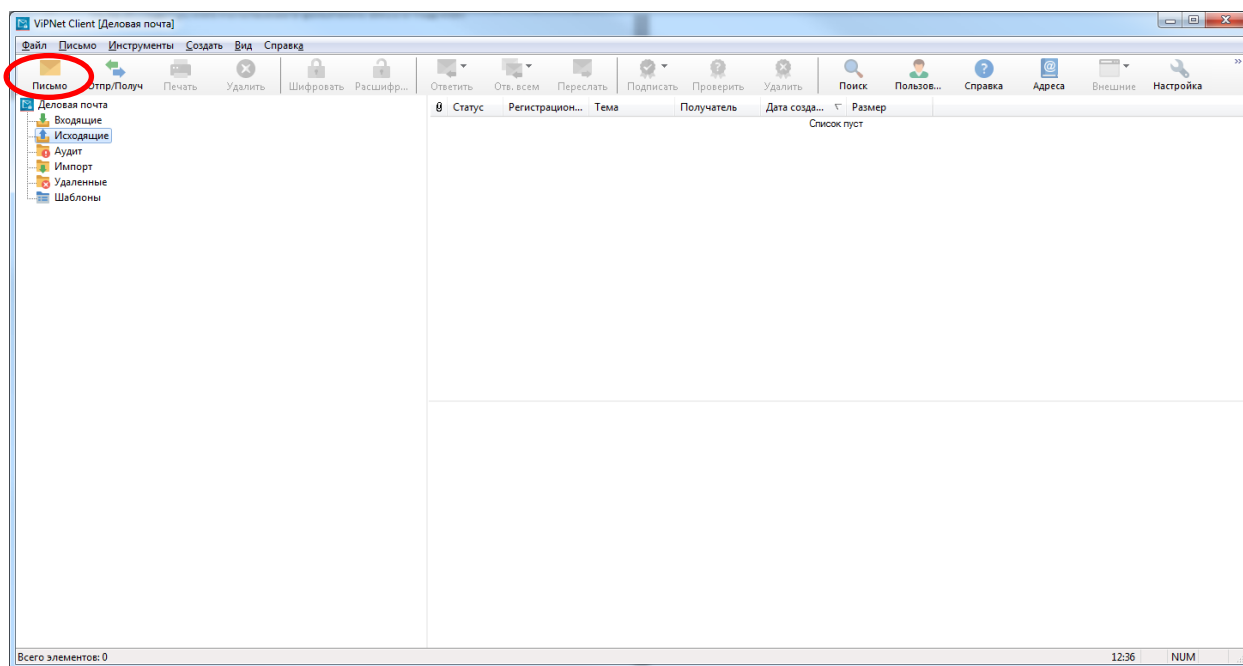 ViPNet Client [Деловая почта]
Файл Письмо Инструменты Создать Вид Справка
Письмо Отпр/Получ Печать Удалить Шифровать Расшифр... Ответить Отв. всем Переслать Подписать Проверить Удалить Поиск Пользов... Справка Адреса Внешние Настройка
Деловая почта
Статус Регистрацион... Тема Получатель Дата созда... Размер
Входящие
Список пуст
Исходящие
Аудит
Импорт
Удаленные
Шаблоны
Всего элементов: 0 12:36 NUM